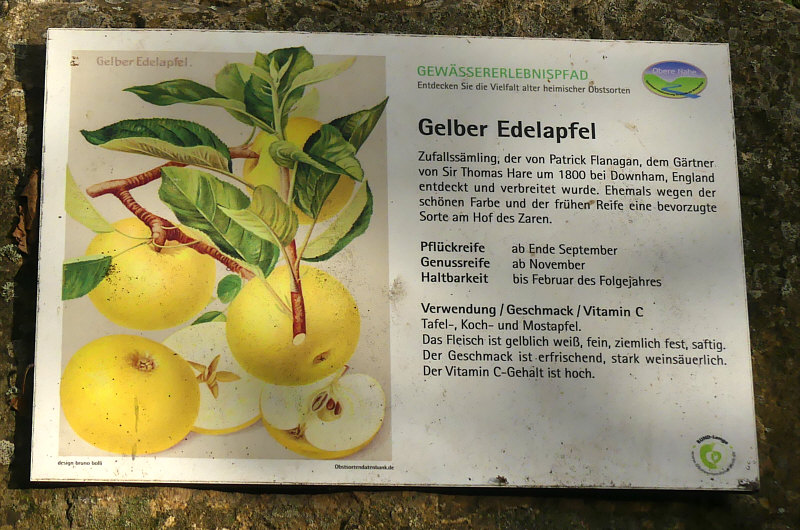 Gelber Edelapfel.
GEWÄSSERERLEBNISPFAD
Entdecken Sie die Vielfalt alter heimischer Obstsorten
Obere Nahe
Gelber Edelapfel
Zufallssämling, der von Patrick Flanagan, dem Gärtner
von Sir Thomas Hare um 1800 bei Downham, England
entdeckt und verbreitet wurde. Ehemals wegen der
schönen Farbe und der frühen Reife eine bevorzugte
Sorte am Hof des Zaren.
Pflückreife ab Ende September
Genussreife ab November
Haltbarkeit bis Februar des Folgejahres
Verwendung / Geschmack / Vitamin C
Tafel-, Koch- und Mostapfel.
Das Fleisch ist gelblich weiß, fein, ziemlich fest, saftig.
Der Geschmack ist erfrischend, stark weinsäuerlich.
Der Vitamin C-Gehalt ist hoch.
design bruno bolli
Obstsortendatenbank.de
BUND-Lemgo